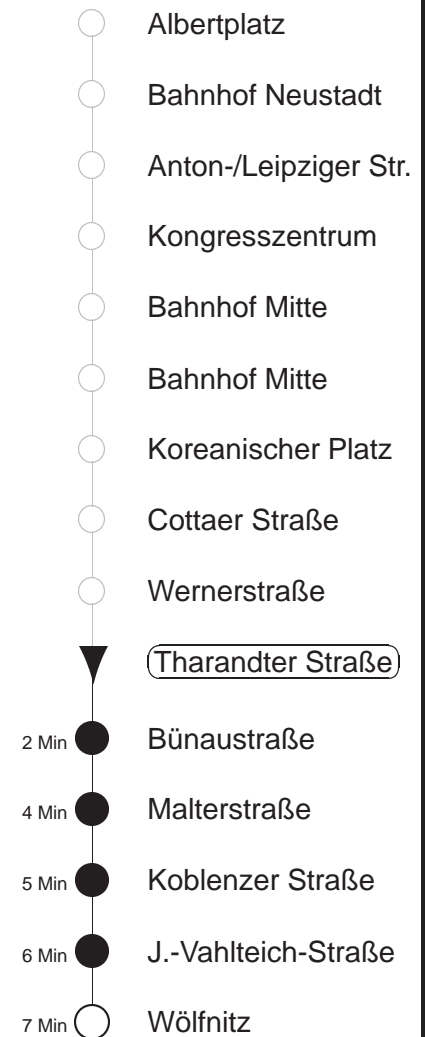 Albertplatz
Bahnhof Neustadt
Anton-/Leipziger Str.
Kongresszentrum
Bahnhof Mitte
Bahnhof Mitte
Koreanischer Platz
Cottaer Straße
Wernerstraße
Tharandter Straße
2 Min Bünaustraße
4 Min Malterstraße
5 Min Koblenzer Straße
6 Min J.-Vahlteich-Straße
7 Min Wölfnitz